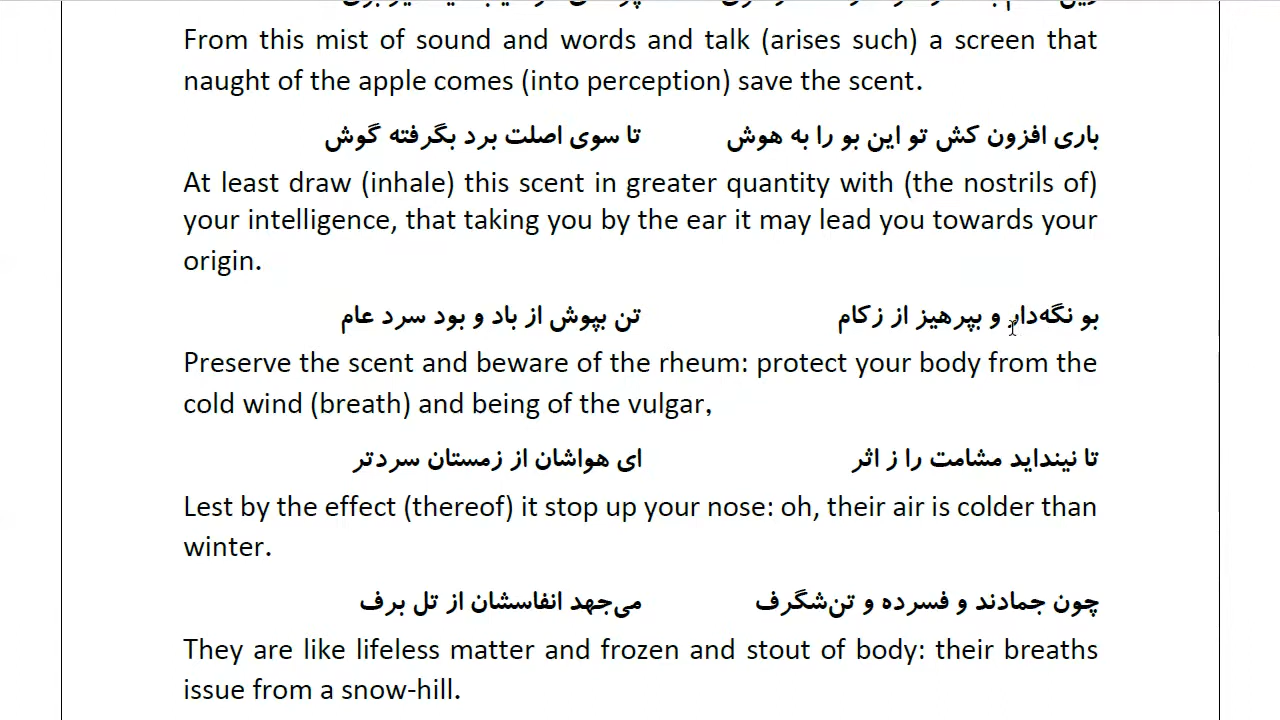 From this mist of sound and words and talk (arises such) a screen that
naught of the apple comes (into perception) save the scent.
باری افزون کش تو این بو را به هوش تا سوی اصلت برد بگرفته گوش
At least draw (inhale) this scent in greater quantity with (the nostrils of)
your intelligence, that taking you by the ear it may lead you towards your
origin.
بو نگه‌دار و بپرهیز از زکام تن بپوش از باد و بود سرد عام
Preserve the scent and beware of the rheum: protect your body from the
cold wind (breath) and being of the vulgar,
تا نینداید مشامت را ز اثر ای هواشان از زمستان سردتر
Lest by the effect (thereof) it stop up your nose: oh, their air is colder than
winter.
چون جمادند و فسرده و تن‌شگرف می‌جهد انفاسشان از تل برف
They are like lifeless matter and frozen and stout of body: their breaths
issue from a snow-hill.